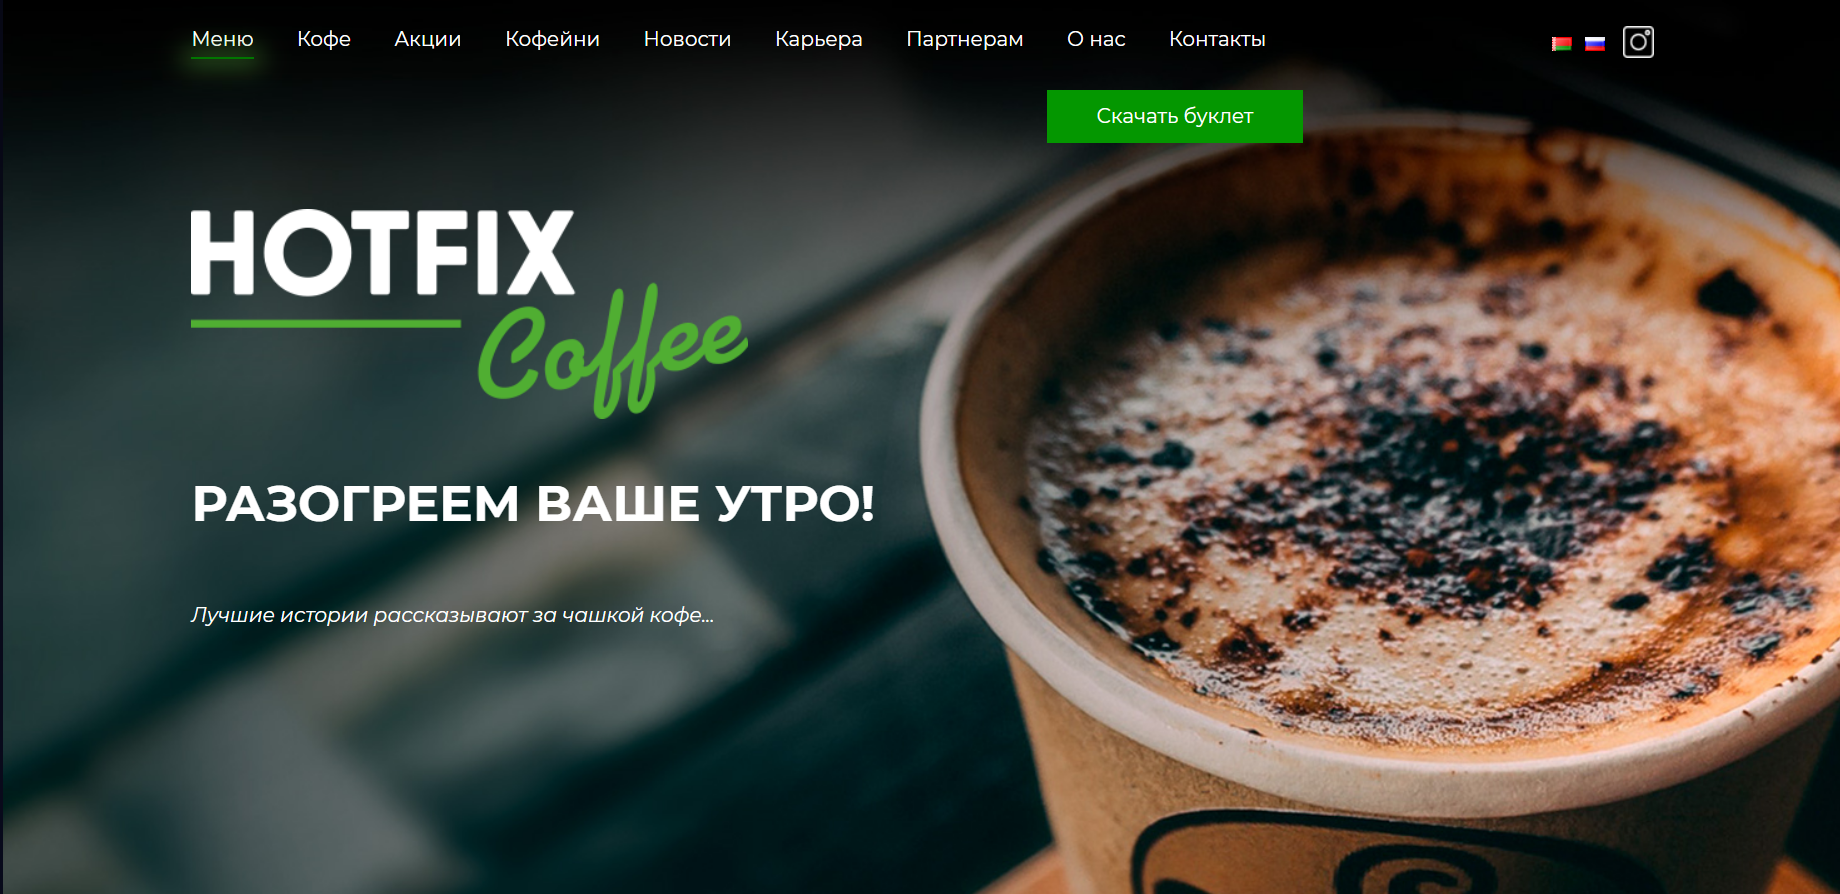 Меню Кофе Акции Кофейни Новости Карьера Партнерам О нас Контакты
Скачать буклет
HOTFIX
Coffee
РАЗОГРЕЕМ ВАШЕ УТРО!
Лучшие истории рассказывают за чашкой кофе...